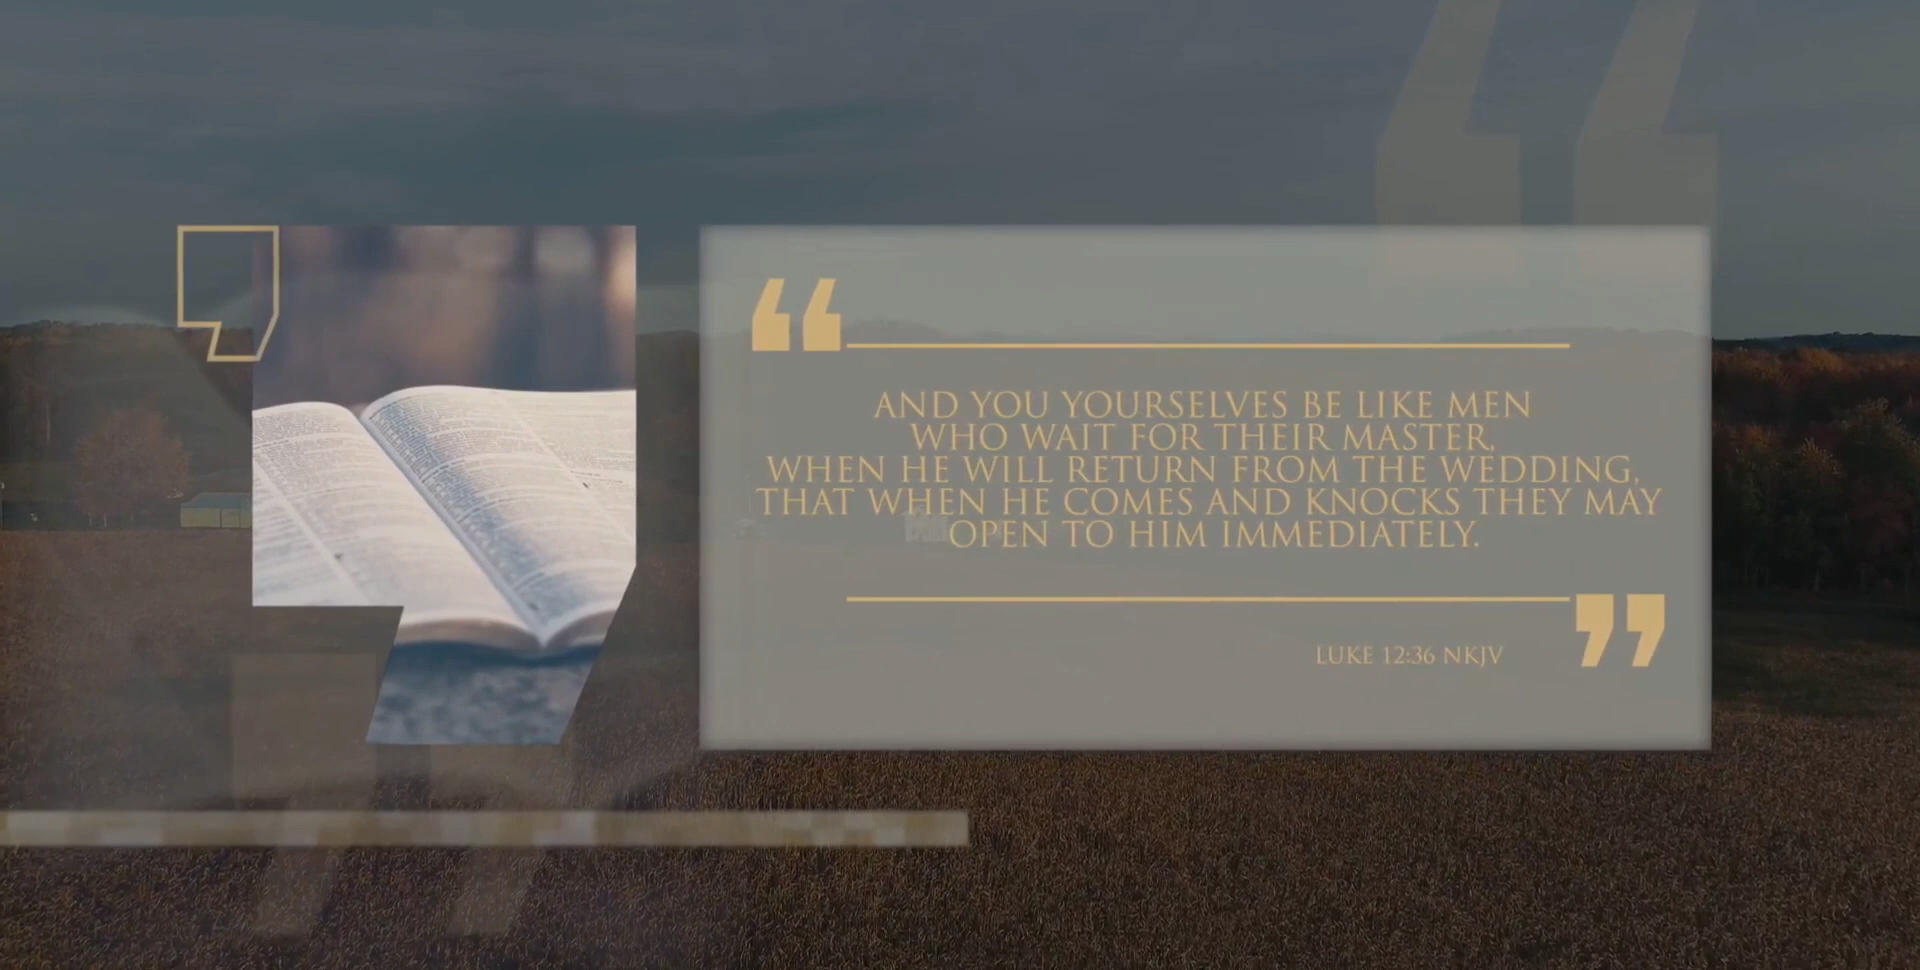 AND YOU YOURSELVES BE LIKE MEN
WHO WAIT FOR THEIR MASTER,
WHEN HE WILL RETURN FROM THE WEDDING,
THAT WHEN HE COMES AND KNOCKS THEY MAY
OPEN TO HIM IMMEDIATELY.
LUKE 12:36 NKJV